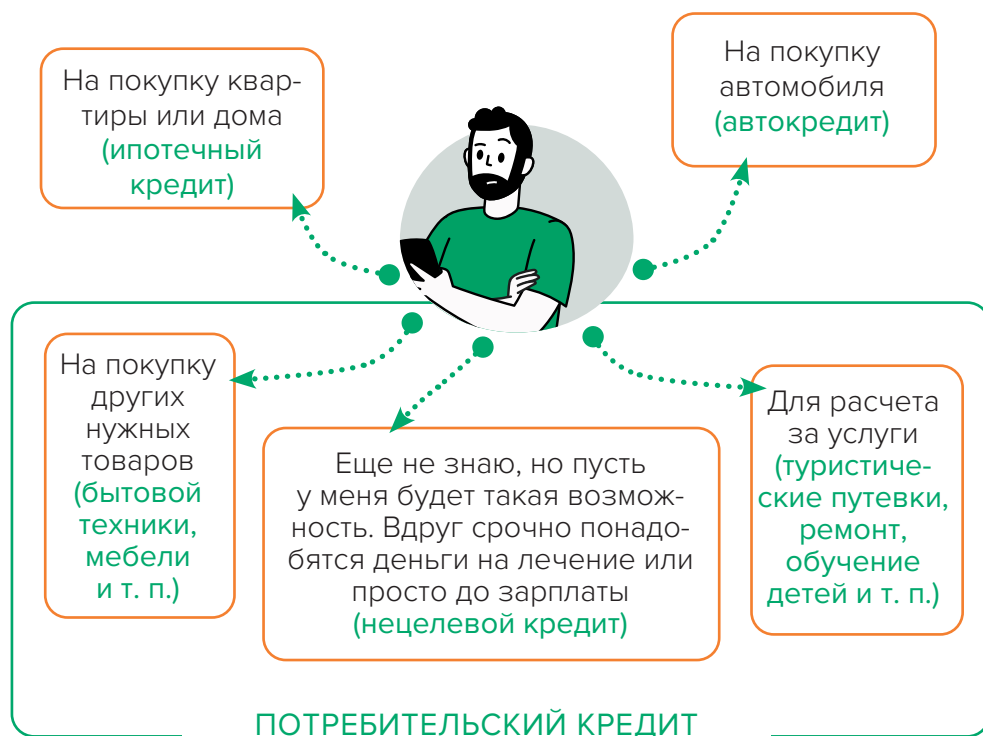 На покупку квар-
тиры или дома
(ипотечный
кредит)
На покупку
автомобиля
(автокредит)
На покупку
других
нужных
товаров
(бытовой
техники,
мебели
и т. п.)
Еще не знаю, но пусть
у меня будет такая возмож-
ность. Вдруг срочно понадо-
бятся деньги на лечение или
просто до зарплаты
(нецелевой кредит)
Для расчета
за услуги
(туристиче-
ские путевки,
ремонт,
обучение
детей и т. п.)
ПОТРЕБИТЕЛЬСКИЙ КРЕДИТ